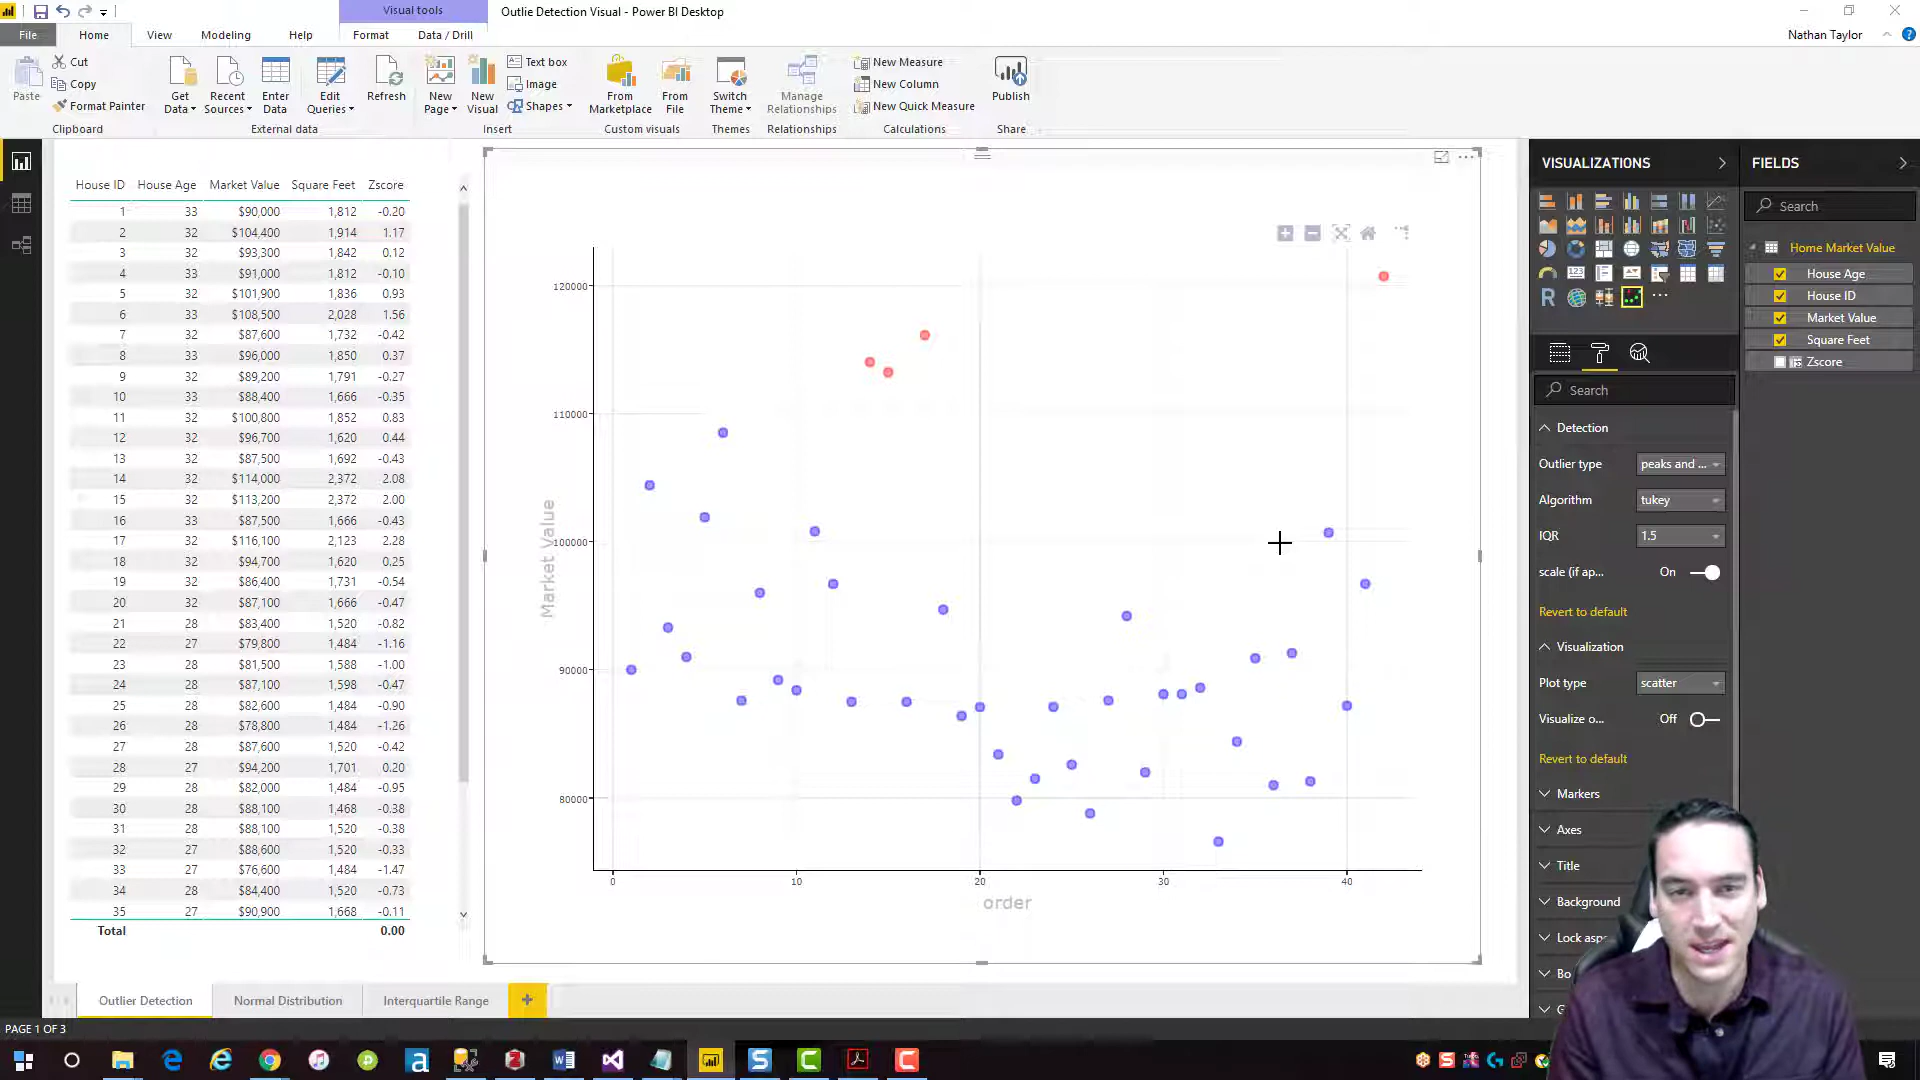 Visual tools
Outlie Detection Visual - Power BI Desktop
File
Home
View
Modeling
Help
Format
Data / Drill
Nathan Taylor
Paste
Cut
Copy
Format Painter
Clipboard
Get Data
Recent Sources
Enter Data
Edit Queries
External data
Refresh
New Page
New Visual
Text box
Image
Shapes
Insert
From Marketplace
From File
Custom visuals
Switch Theme
Themes
Manage Relationships
Relationships
New Measure
New Column
New Quick Measure
Calculations
Publish
Share
House ID House Age Market Value Square Feet Zscore
1 33 $90,000 1,812 -0.20
2 32 $104,400 1,914 1.17
3 32 $93,300 1,842 0.12
4 33 $91,000 1,812 -0.10
5 32 $101,900 1,836 0.93
6 33 $108,500 2,028 1.56
7 32 $87,600 1,732 -0.42
8 33 $96,000 1,850 0.37
9 32 $89,200 1,791 -0.27
10 33 $88,400 1,666 -0.35
11 32 $100,800 1,852 0.83
12 32 $96,700 1,620 0.44
13 32 $87,500 1,692 -0.43
14 32 $114,000 2,372 2.08
15 32 $113,200 2,372 2.00
16 33 $87,500 1,666 -0.43
17 32 $116,100 2,123 2.28
18 32 $94,700 1,620 0.25
19 32 $86,400 1,731 -0.54
20 32 $87,100 1,666 -0.47
21 28 $83,400 1,520 -0.82
22 27 $79,800 1,484 -1.16
23 28 $81,500 1,588 -1.00
24 28 $87,100 1,598 -0.47
25 28 $82,600 1,484 -0.90
26 28 $78,800 1,484 -1.26
27 28 $87,600 1,520 -0.42
28 27 $94,200 1,701 0.20
29 28 $82,000 1,484 -0.95
30 28 $88,100 1,468 -0.38
31 28 $88,100 1,520 -0.38
32 27 $88,600 1,520 -0.33
33 27 $76,600 1,484 -1.47
34 28 $84,400 1,520 -0.73
35 27 $90,900 1,668 -0.11
Total 0.00
120000
110000
100000
90000
80000
Market Value
0 10 20 30 40
order
VISUALIZATIONS
123
R
Search
Detection
Outlier type peaks and ...
Algorithm tukey
IQR 1.5
scale (if ap... On
Revert to default
Visualization
Plot type scatter
Visualize o... Off
Revert to default
Markers
Axes
Title
Background
Lock aspe
Bo
G
FIELDS
Search
Home Market Value
House Age
House ID
Market Value
Square Feet
Zscore
Outlier Detection
Normal Distribution
Interquartile Range
PAGE 1 OF 3